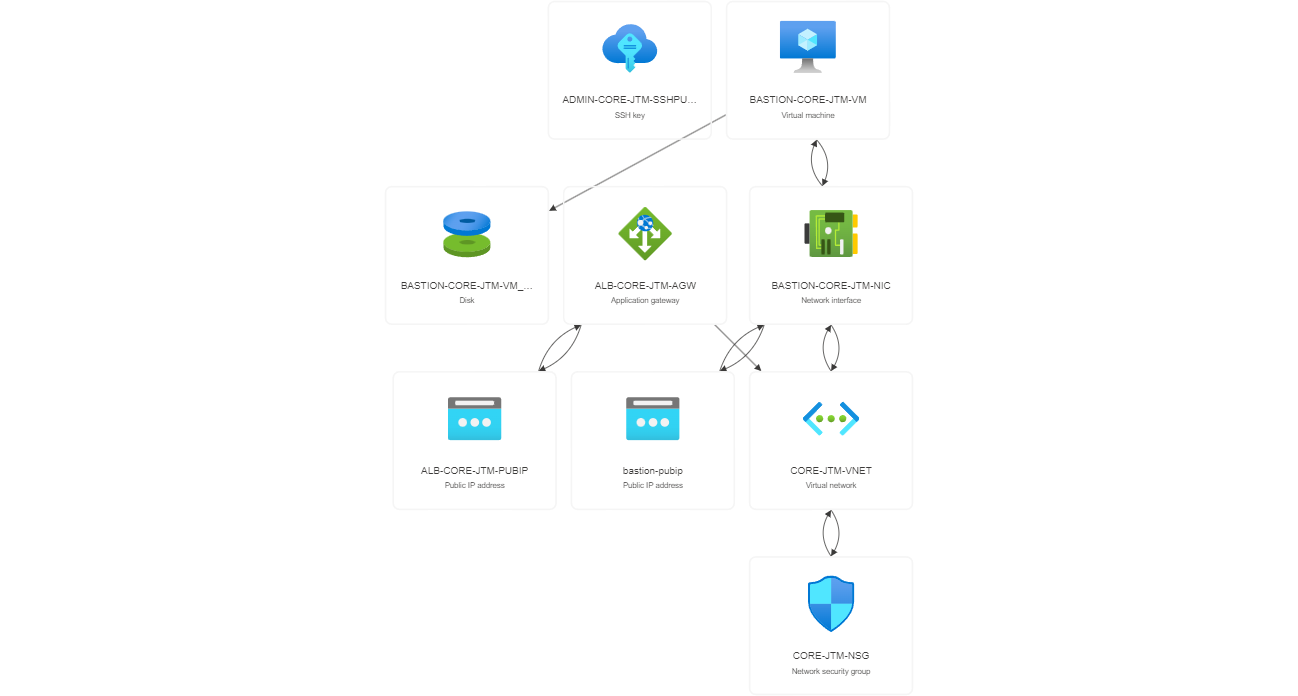 ADMIN-CORE-JTM-SSHPU...
SSH key
BASTION-CORE-JTM-VM
Virtual machine
BASTION-CORE-JTM-VM_...
Disk
ALB-CORE-JTM-AGW
Application gateway
BASTION-CORE-JTM-NIC
Network interface
ALB-CORE-JTM-PUBIP
Public IP address
bastion-pubip
Public IP address
CORE-JTM-VNET
Virtual network
CORE-JTM-NSG
Network security group